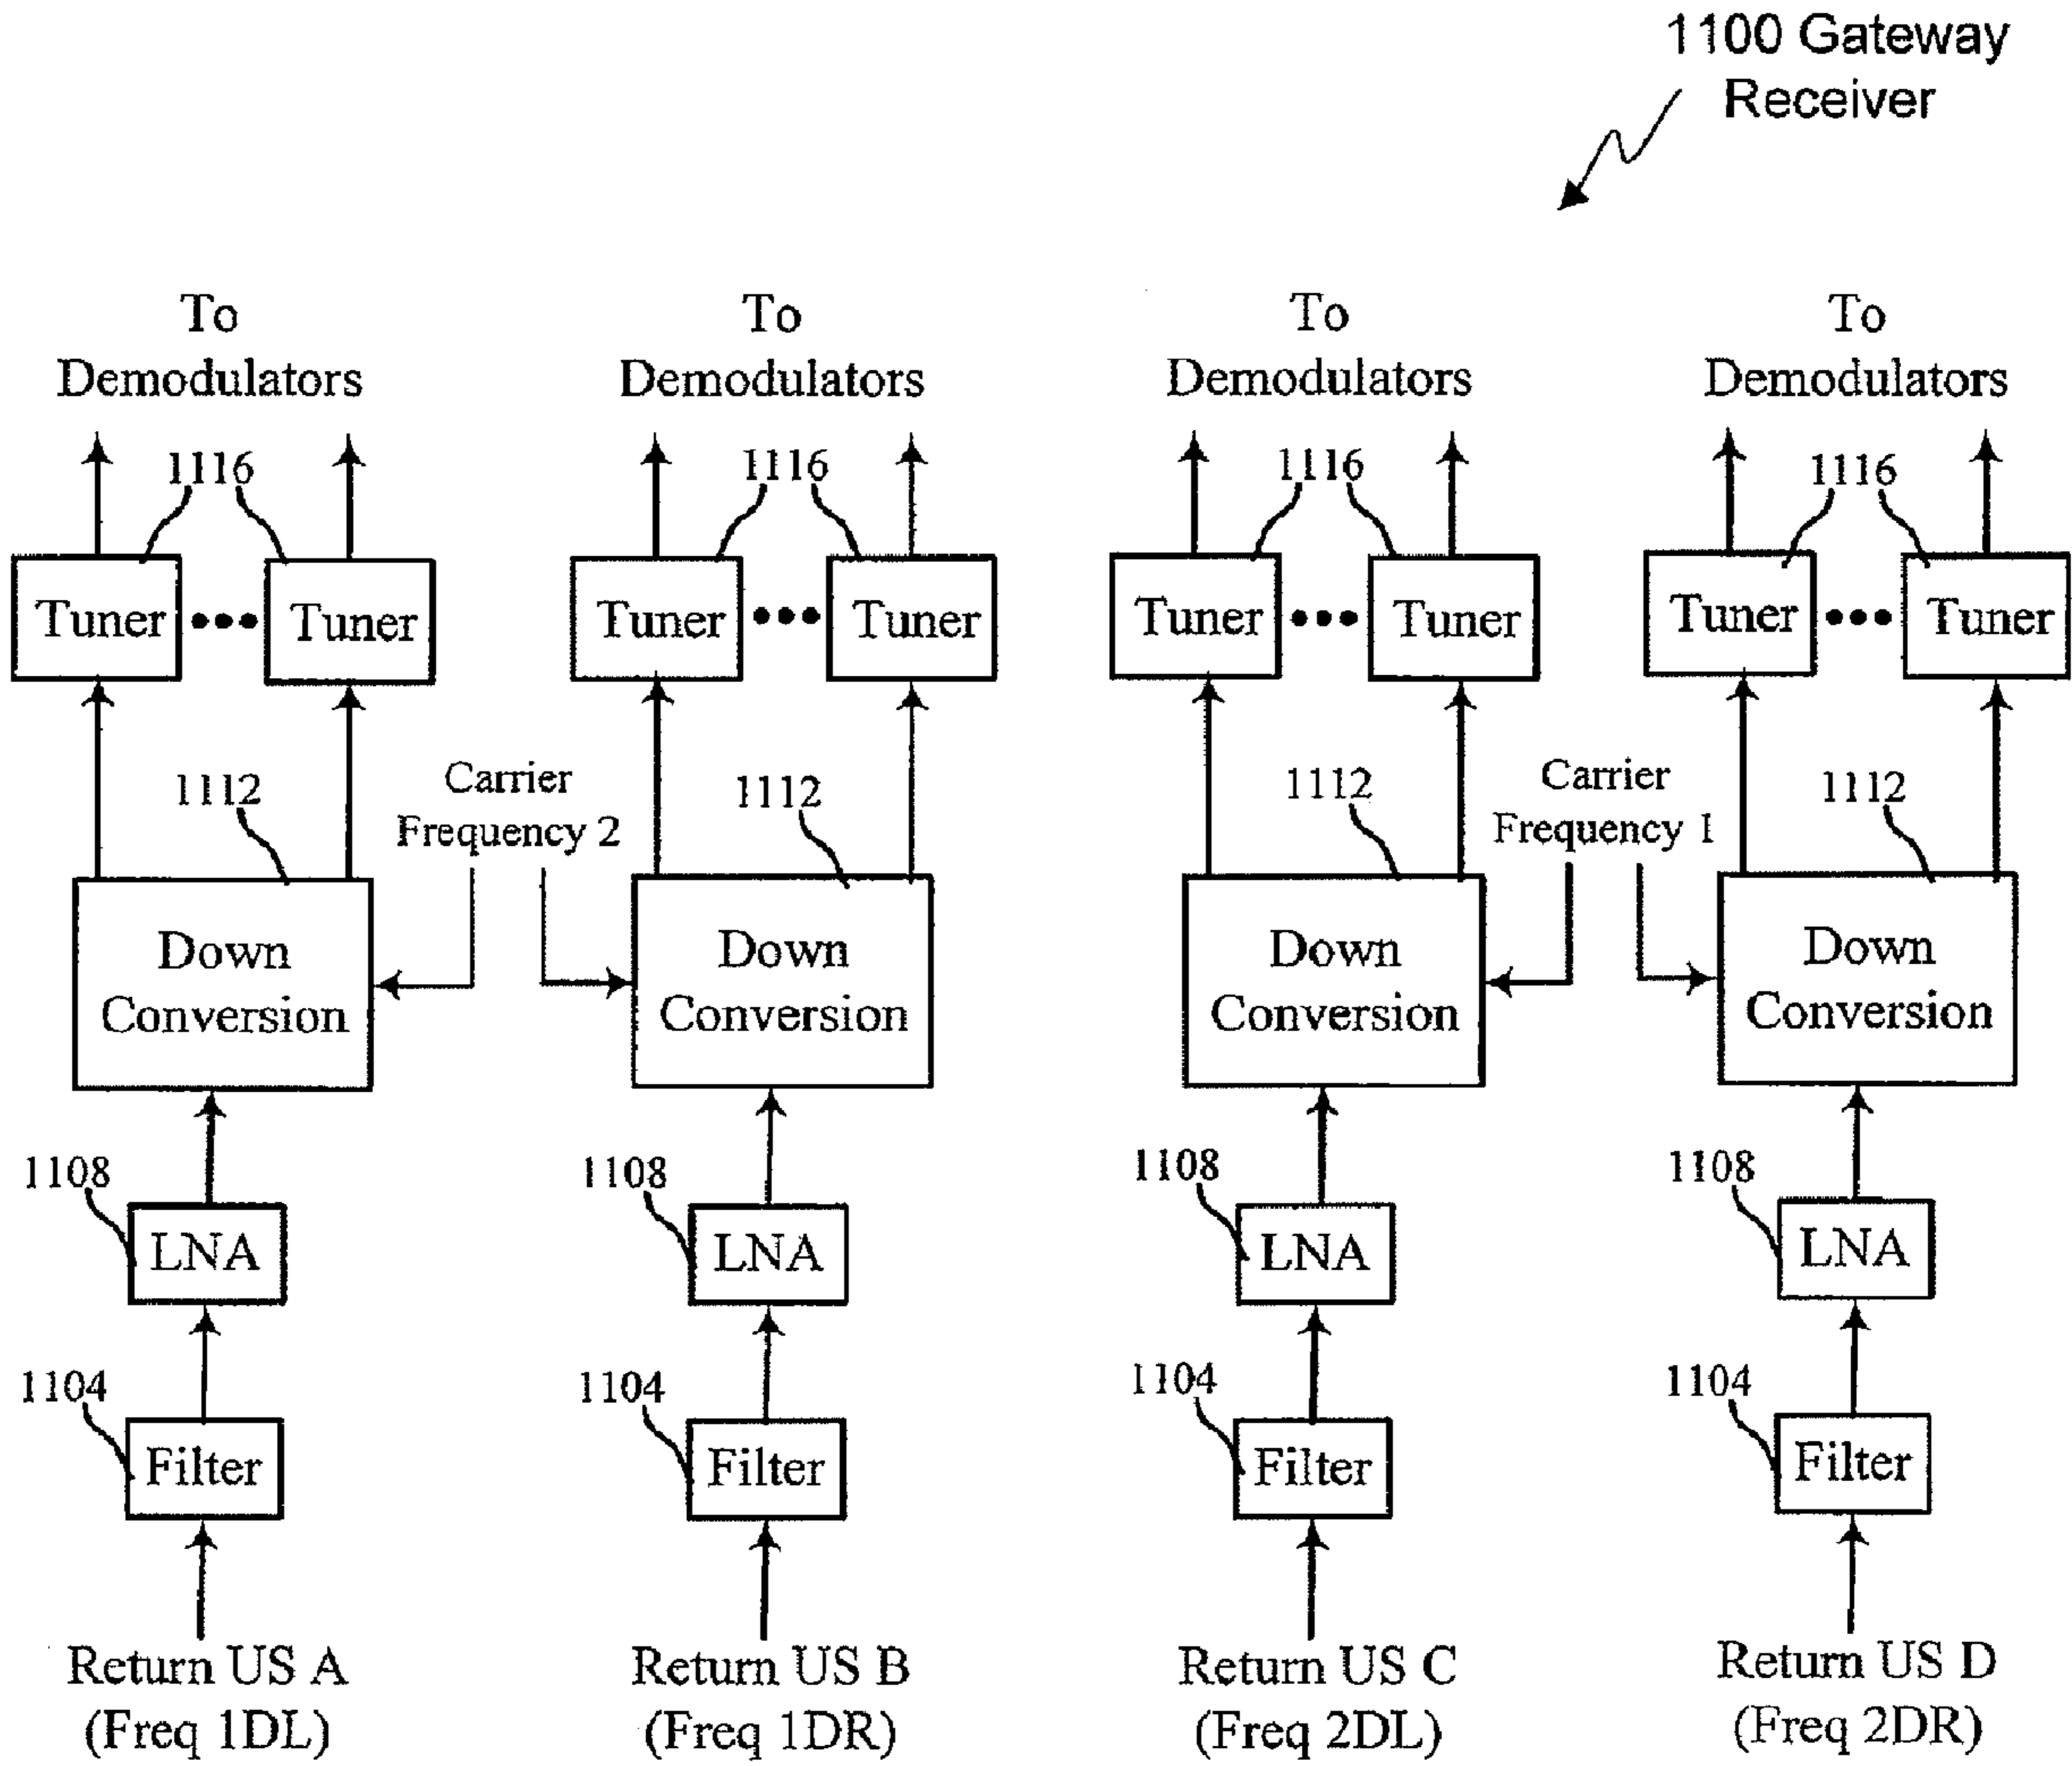 1100 Gateway
Receiver
To
Demodulators
To
Demodulators
To
Demodulators
To
Demodulators
1116
1116
1116
1116
Tuner ••• Tuner
Tuner ••• Tuner
Tuner ••• Tuner
Tuner ••• Tuner
1112
Carrier
Frequency 2
1112
1112
Carrier
Frequency 1
1112
Down
Conversion
Down
Conversion
Down
Conversion
Down
Conversion
1108
1108
1108
1108
LNA
LNA
LNA
LNA
1104
1104
1104
1104
Filter
Filter
Filter
Filter
Return US A
(Freq 1DL)
Return US B
(Freq 1DR)
Return US C
(Freq 2DL)
Return US D
(Freq 2DR)